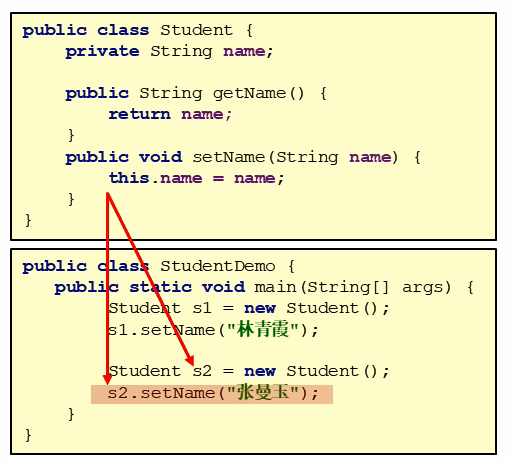 public class Student {
private String name;
public String getName() {
return name;
}
public void setName(String name) {
this.name = name;
}
}
public class StudentDemo {
public static void main(String[] args) {
Student s1 = new Student();
s1.setName("林青霞");
Student s2 = new Student();
s2.setName("张曼玉");
}
}